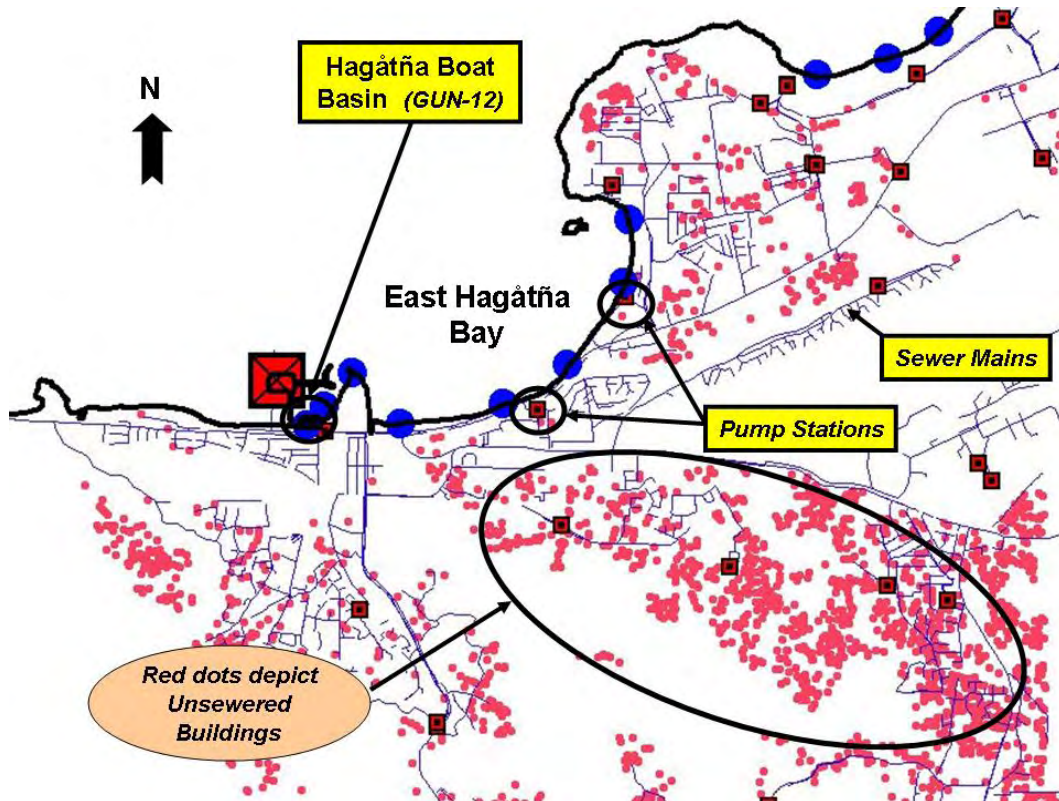 Hagåtña Boat
Basin (GUN-12)
N
East Hagåtña
Bay
Sewer Mains
Pump Stations
Red dots depict
Unsewered
Buildings